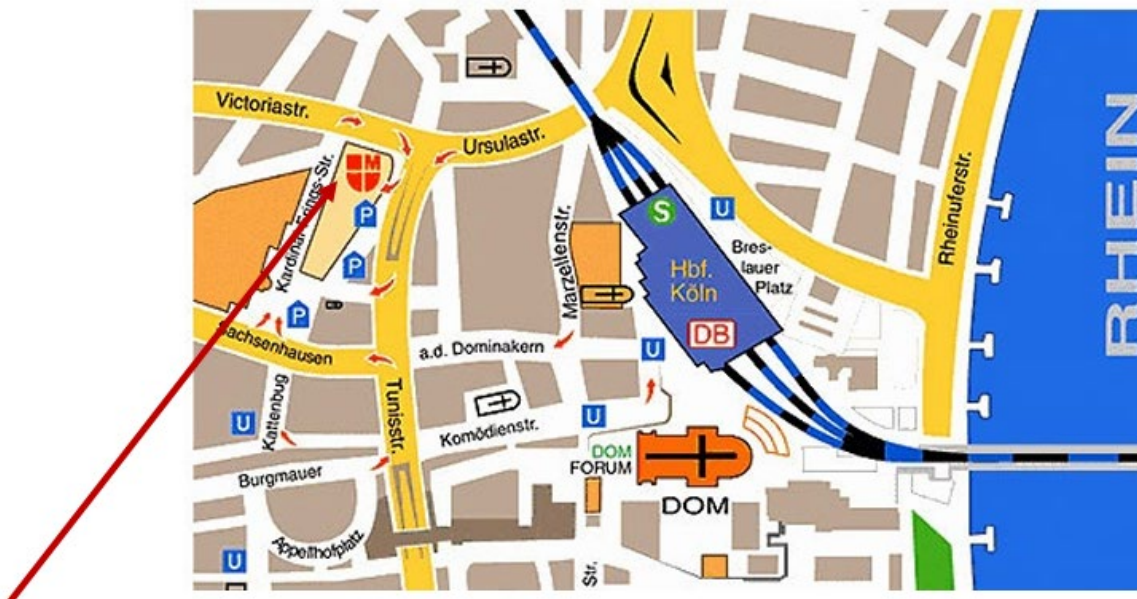 Victoriastr.
Ursulastr.
M
Kardinal-Frings-Str.
P
P
P
S
U
Bres-
lauer
Platz
Hbf.
Köln
DB
Marzellenstr.
Rheinuferstr.
RHEIN
Sachsenhausen
a.d. Dominakern
U
Kattenbug
U
Tunisstr.
Komödienstr.
U
Burgmauer
DOM
FORUM
DOM
Appellhofplatz
U
Str.